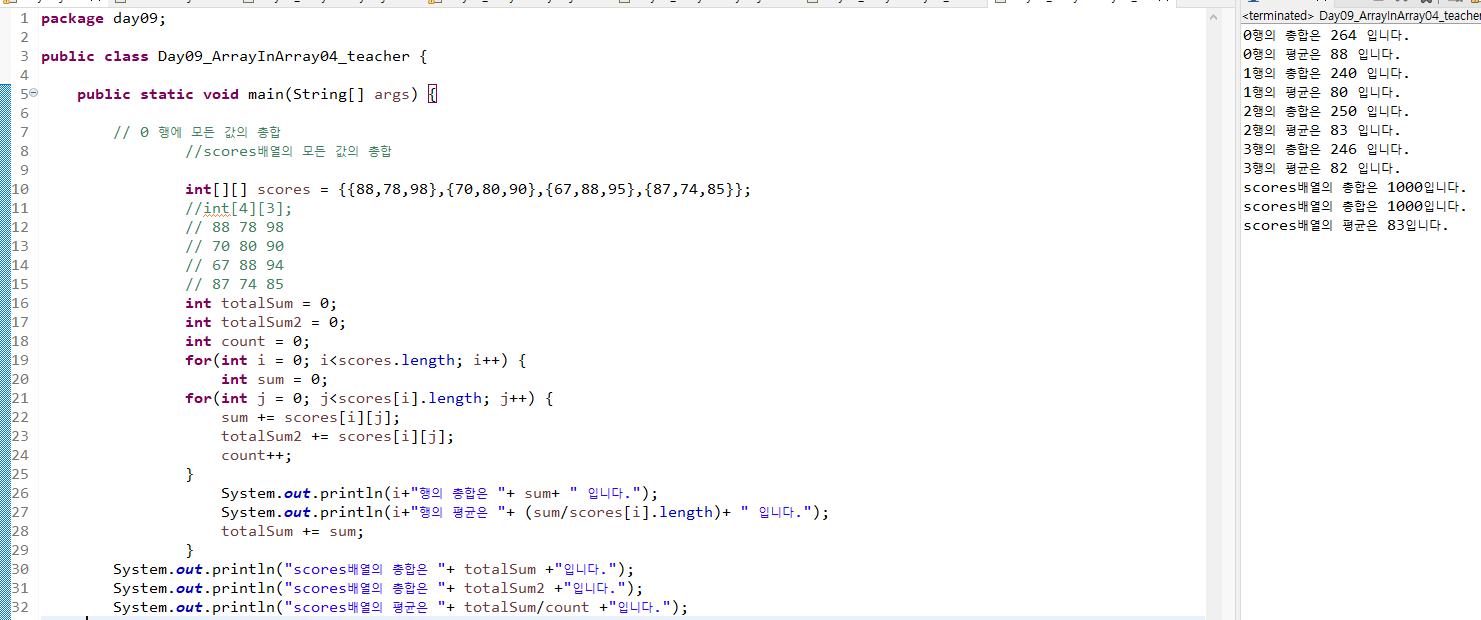 <terminated> Day09_ArrayInArray04_teacher
1 package day09;
2
3 public class Day09_ArrayInArray04_teacher {
4
5 public static void main(String[] args) {
6
7 // 0 행에 모든 값의 총합
8 //scores배열의 모든 값의 총합
9
10 int[][] scores = {{88,78,98},{70,80,90},{67,88,95},{87,74,85}};
11 //int[4][3];
12 // 88 78 98
13 // 70 80 90
14 // 67 88 94
15 // 87 74 85
16 int totalSum = 0;
17 int totalSum2 = 0;
18 int count = 0;
19 for(int i = 0; i<scores.length; i++) {
20 int sum = 0;
21 for(int j = 0; j<scores[i].length; j++) {
22 sum += scores[i][j];
23 totalSum2 += scores[i][j];
24 count++;
25 }
26 System.out.println(i+"행의 총합은 "+ sum+ " 입니다.");
27 System.out.println(i+"행의 평균은 "+ (sum/scores[i].length)+ " 입니다.");
28 totalSum += sum;
29 }
30 System.out.println("scores배열의 총합은 "+ totalSum +"입니다.");
31 System.out.println("scores배열의 총합은 "+ totalSum2 +"입니다.");
32 System.out.println("scores배열의 평균은 "+ totalSum/count +"입니다.");
0행의 총합은 264 입니다.
0행의 평균은 88 입니다.
1행의 총합은 240 입니다.
1행의 평균은 80 입니다.
2행의 총합은 250 입니다.
2행의 평균은 83 입니다.
3행의 총합은 246 입니다.
3행의 평균은 82 입니다.
scores배열의 총합은 1000입니다.
scores배열의 총합은 1000입니다.
scores배열의 평균은 83입니다.